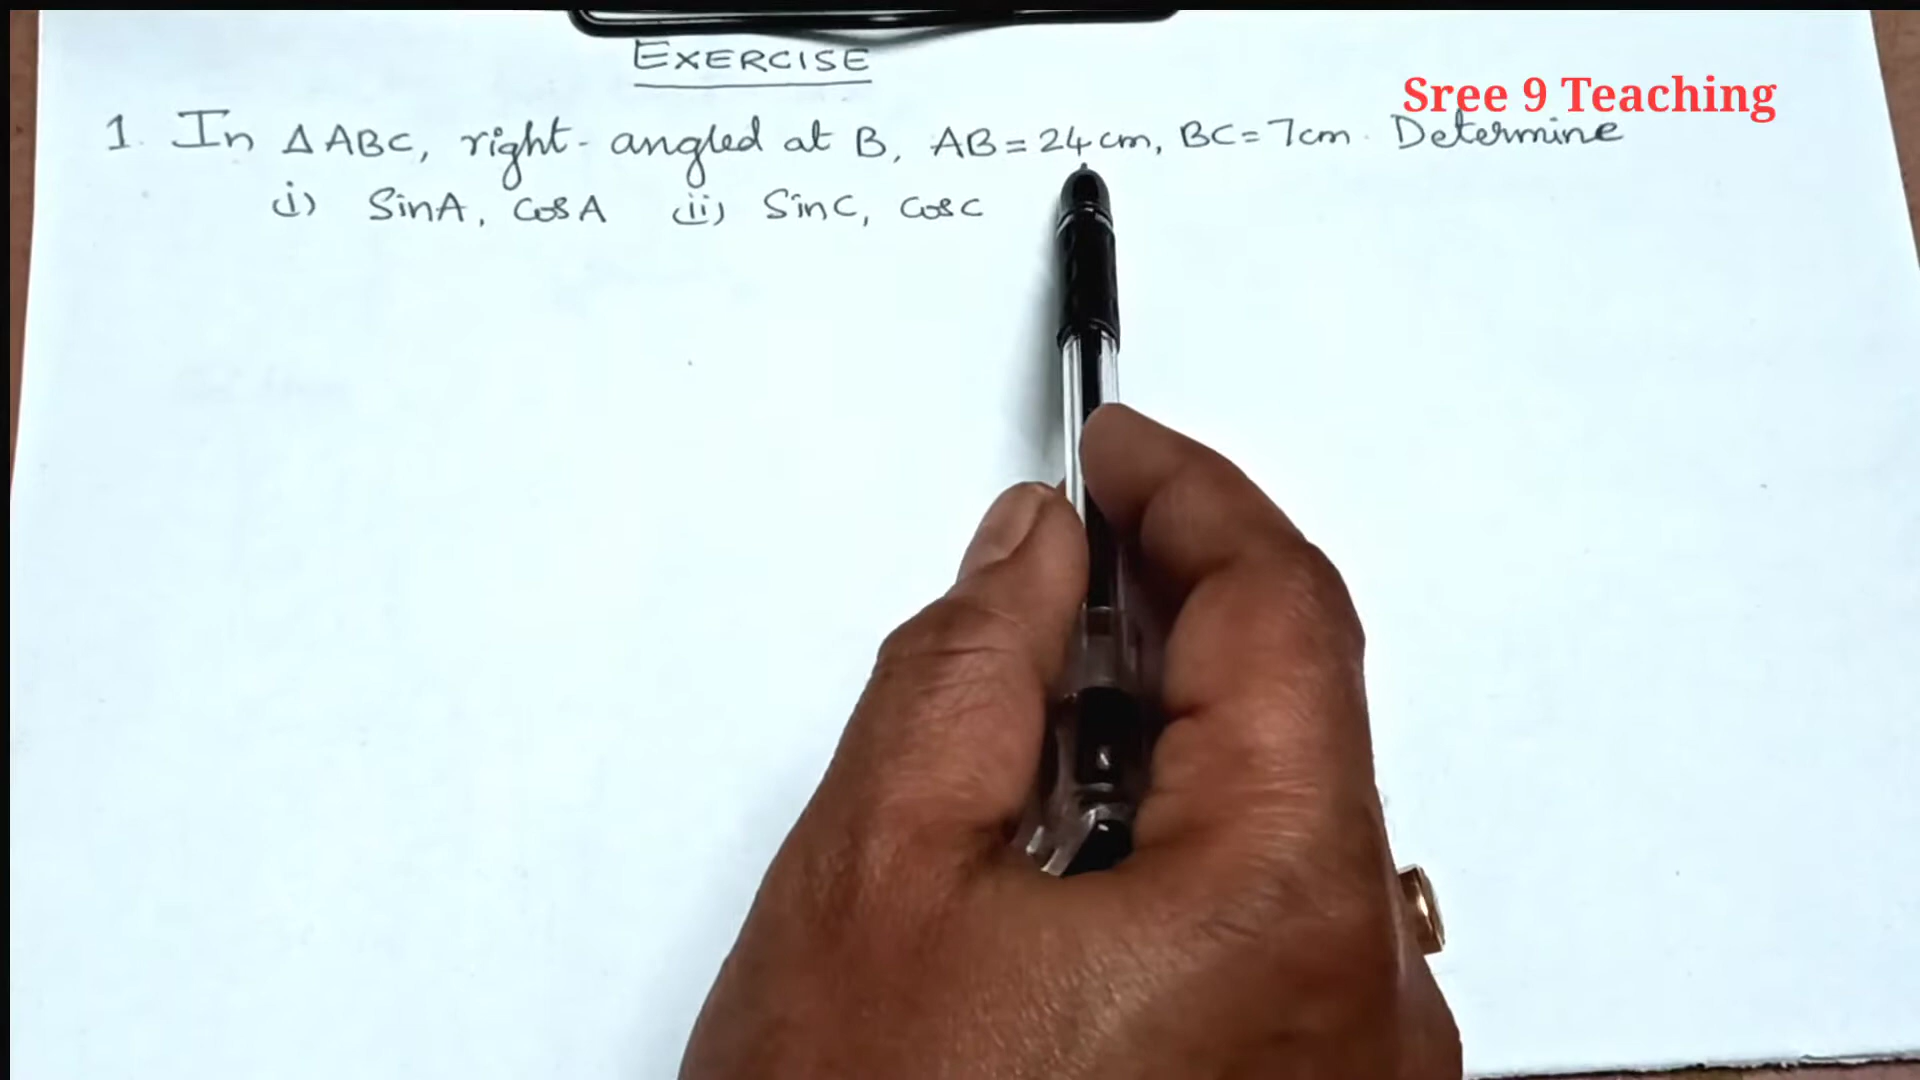 EXERCISE
Sree 9 Teaching
1. In △ABC, right-angled at B, AB=24cm, BC=7cm. Determine
i) SinA, CosA ii) SinC, CosC